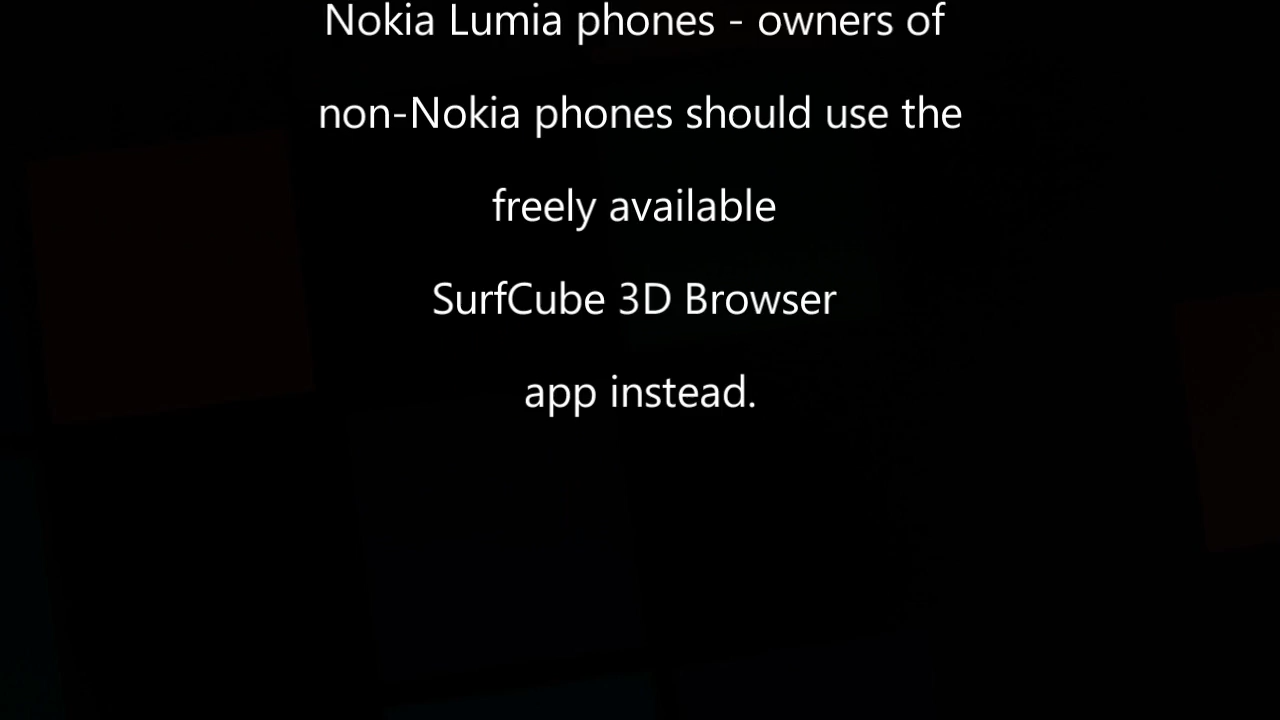 Nokia Lumia phones - owners of
non-Nokia phones should use the
freely available
SurfCube 3D Browser
app instead.